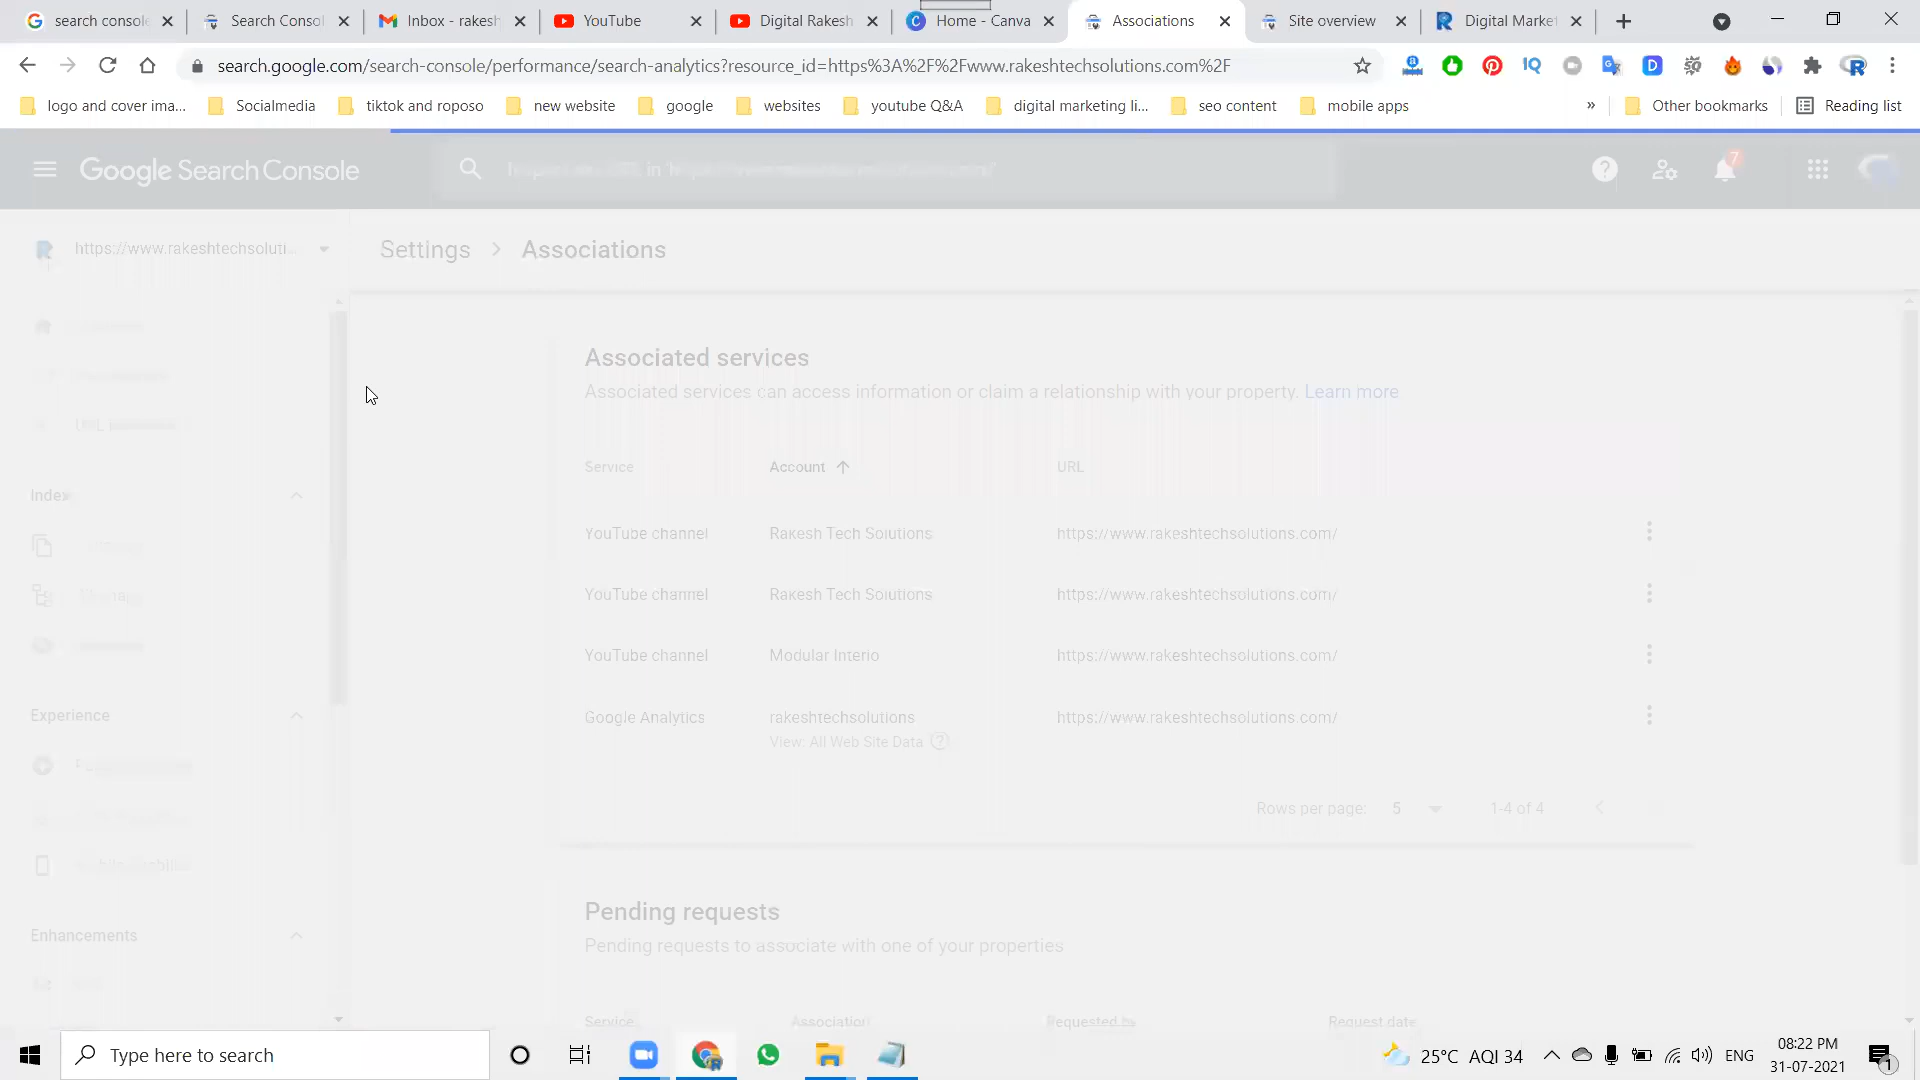 search console
Search Consol
Inbox - rakesh
YouTube
Digital Rakesh
Home - Canva
Associations
Site overview
Digital Market
search.google.com/search-console/performance/search-analytics?resource_id=https%3A%2F%2Fwww.rakeshtechsolutions.com%2F
logo and cover ima...
Socialmedia
tiktok and roposo
new website
google
websites
youtube Q&A
digital marketing li...
seo content
mobile apps
Other bookmarks
Reading list
Google Search Console
7
https://www.rakeshtechsoluti...
Settings > Associations
Index
Experience
Enhancements
Associated services
Associated services can access information or claim a relationship with your property. Learn more
Service Account URL
YouTube channel Rakesh Tech Solutions https://www.rakeshtechsolutions.com/
YouTube channel Rakesh Tech Solutions https://www.rakeshtechsolutions.com/
YouTube channel Modular Interio https://www.rakeshtechsolutions.com/
Google Analytics rakeshtechsolutions https://www.rakeshtechsolutions.com/
View: All Web Site Data
Rows per page: 5 1-4 of 4
Pending requests
Pending requests to associate with one of your properties
Service Association Requested by Request date
Type here to search
25°C AQI 34
ENG
08:22 PM
31-07-2021
1